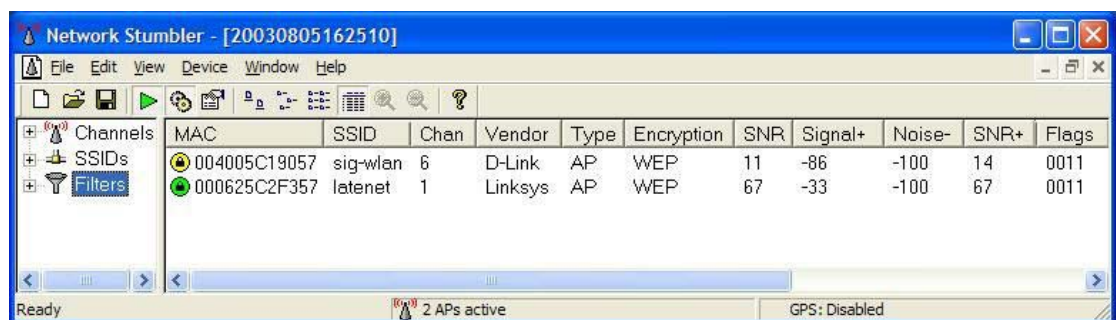 Network Stumbler - [20030805162510]
File Edit View Device Window Help
Channels
SSIDs
Filters
MAC SSID Chan Vendor Type Encryption SNR Signal+ Noise- SNR+ Flags
004005C19057 sig-wlan 6 D-Link AP WEP 11 -86 -100 14 0011
000625C2F357 latenet 1 Linksys AP WEP 67 -33 -100 67 0011
Ready 2 APs active GPS: Disabled